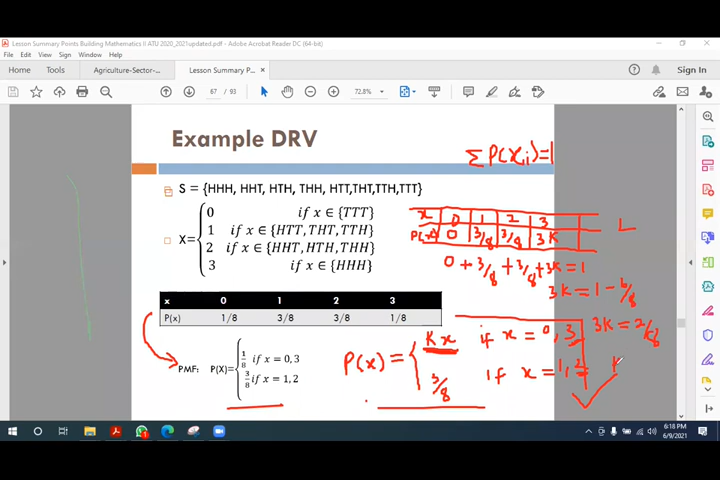 Lesson Summary Points Building Mathematics II ATU 2020_2021updated.pdf - Adobe Acrobat Reader DC (64-bit)
File Edit View Sign Window Help
Home Tools Agriculture-Sector-... Lesson Summary P... × Sign In
67 / 93 72.8%
Example DRV
∑ P(xi)=1
S = {HHH, HHT, HTH, THH, HTT,THT,TTH,TTT}
X=
0 if x ∈ {TTT}
1 if x ∈ {HTT, THT, TTH}
2 if x ∈ {HHT, HTH, THH}
3 if x ∈ {HHH}
x 0 1 2 3
P(x) 0 3/8 3/8 3K
L
0 + 3/8 + 3/8 + 3K = 1
3K = 1 - 6/8
3K = 2/8
K
x 0 1 2 3
P(x) 1/8 3/8 3/8 1/8
PMF: P(X)=
1/8 if x = 0,3
3/8 if x = 1,2
P(x) =
Kx if x = 0, 3
3/8 if x = 1, 2
6:18 PM
6/9/2021